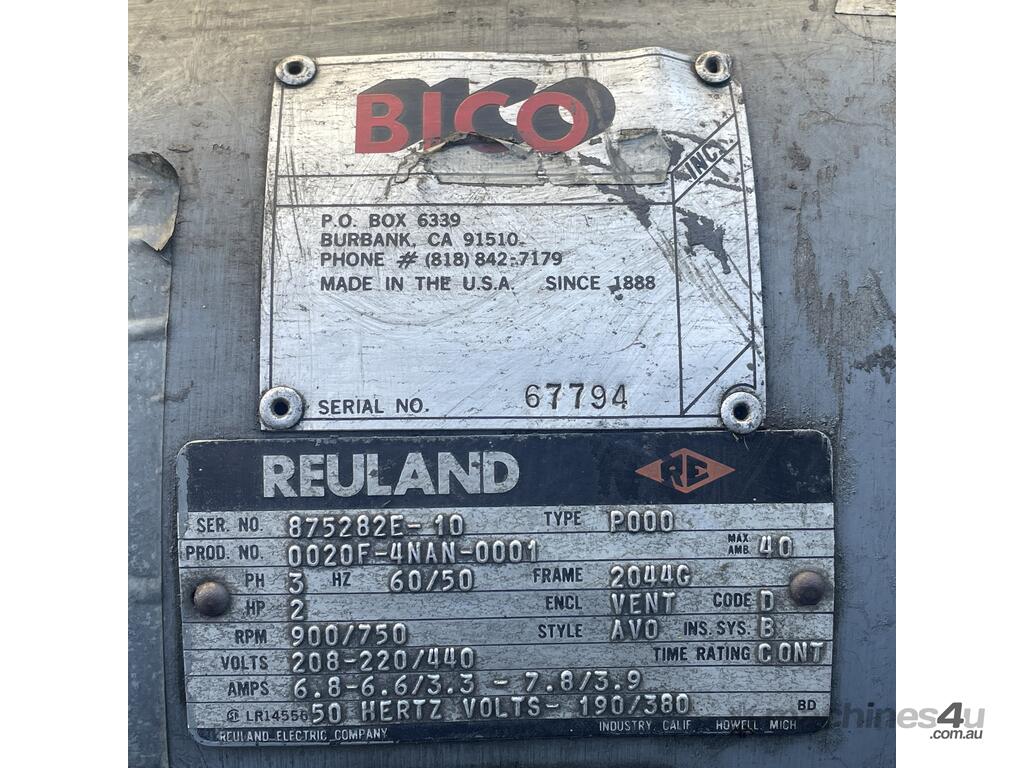 BICO
INC.
P.O. BOX 6339
BURBANK, CA 91510
PHONE # (818) 842-7179
MADE IN THE U.S.A. SINCE 1888
SERIAL NO. 67794
REULAND RE
SER. NO. 875282E-10 TYPE P000
PROD. NO. 0020F-4NAN-0001 MAX AMB 40
PH 3 HZ 60/50 FRAME 2044G
HP 2 ENCL VENT CODE D
RPM 900/750 STYLE AVO INS. SYS. B
VOLTS 208-220/440 TIME RATING CONT
AMPS 6.8-6.6/3.3 - 7.8/3.9
LR14556 50 HERTZ VOLTS- 190/380 BD
REULAND ELECTRIC COMPANY INDUSTRY, CALIF. HOWELL, MICH.
machines4u
.com.au